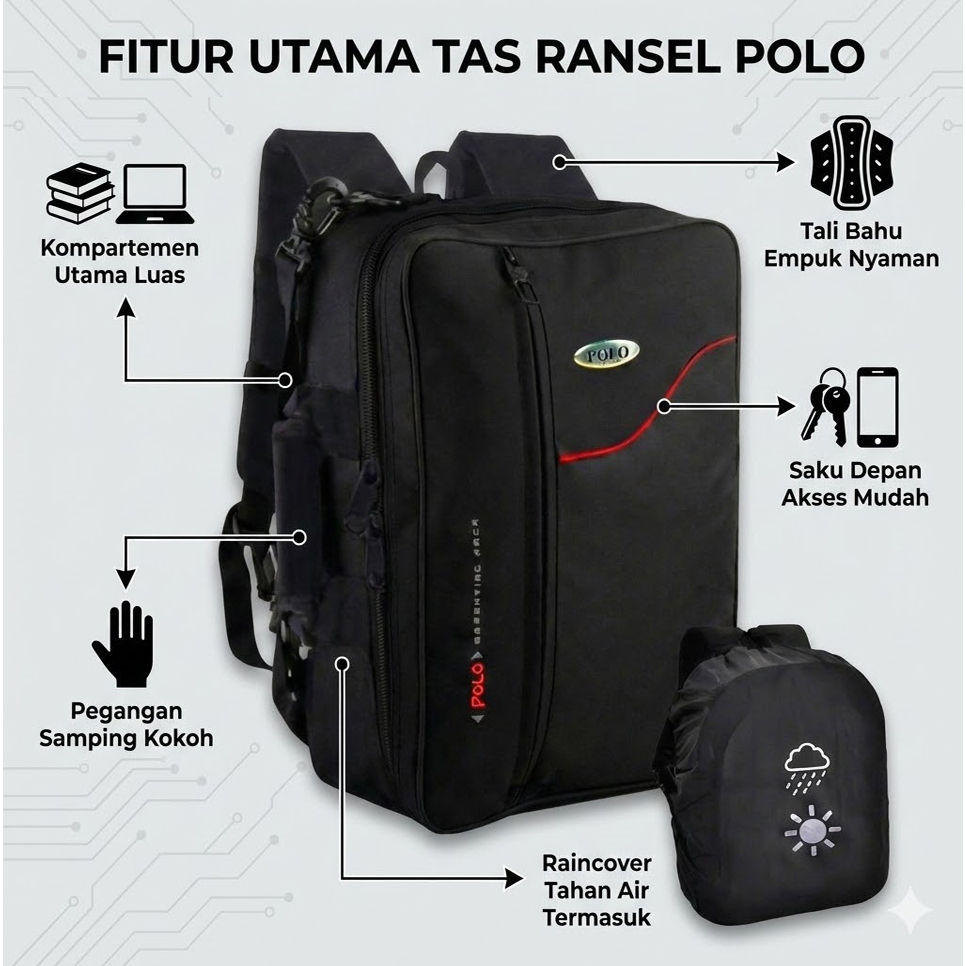 FITUR UTAMA TAS RANSEL POLO
Kompartemen
Utama Luas
Tali Bahu
Empuk Nyaman
POLO
Saku Depan
Akses Mudah
POLO
Pegangan
Samping Kokoh
Raincover
Tahan Air
Termasuk